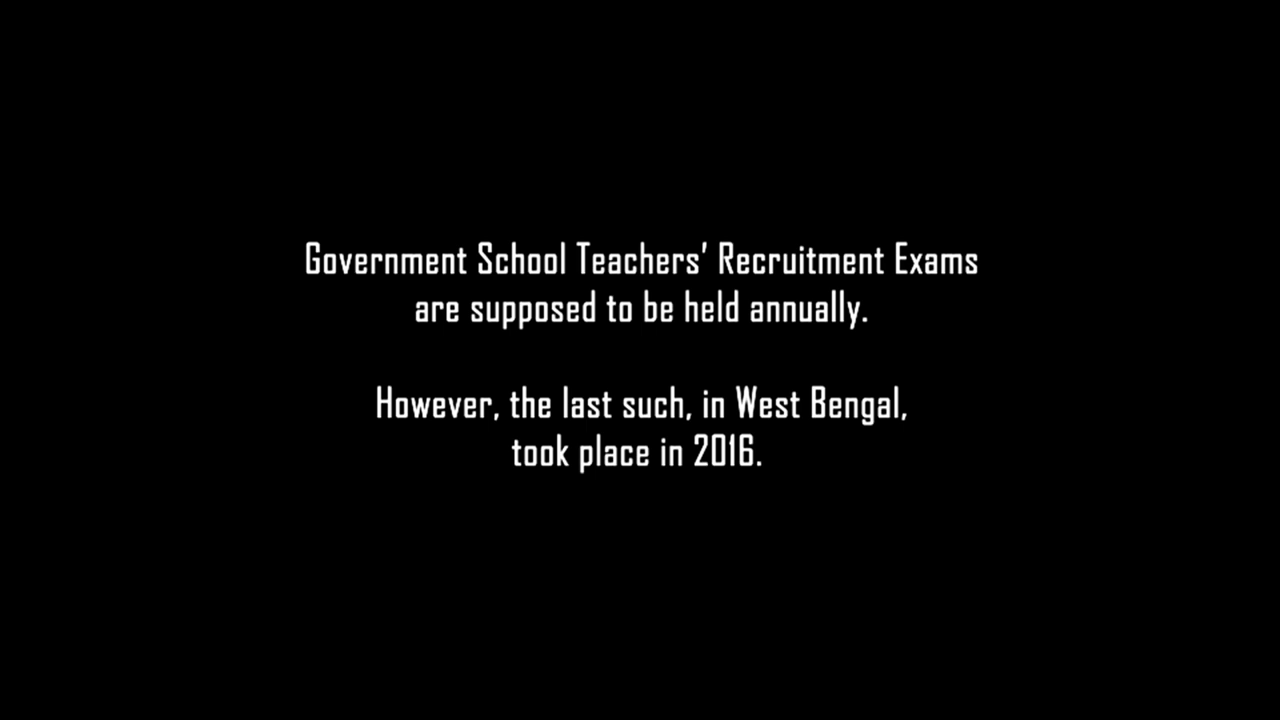 Government School Teachers’ Recruitment Exams
are supposed to be held annually.
However, the last such, in West Bengal,
took place in 2016.